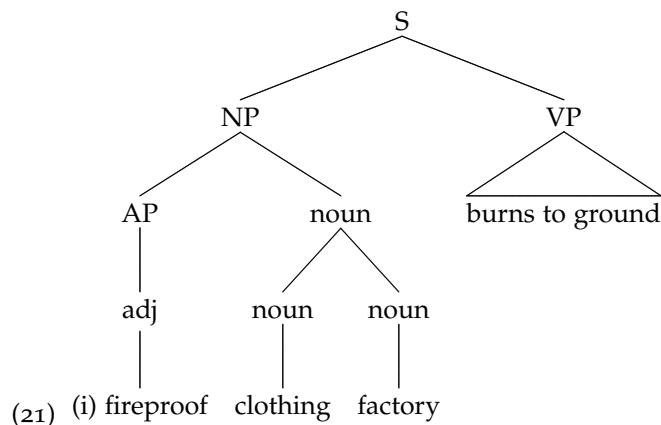 S
NP VP
AP noun burns to ground
adj noun noun
(21) (i) fireproof clothing factory